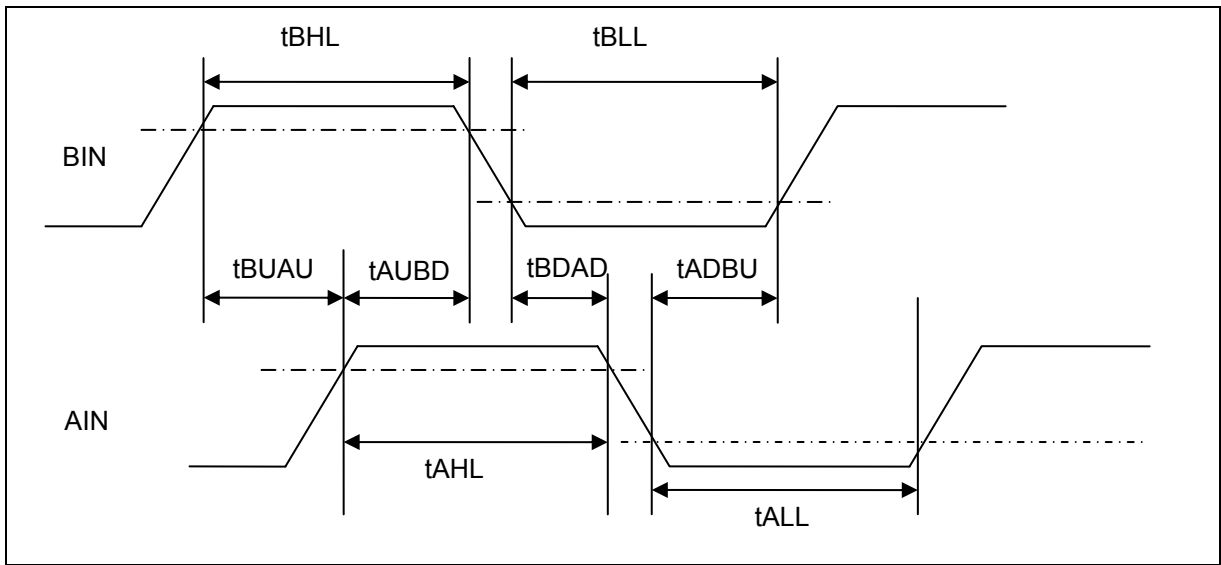 tBHL
tBLL
BIN
tBUAU
tAUBD
tBDAD
tADBU
AIN
tAHL
tALL